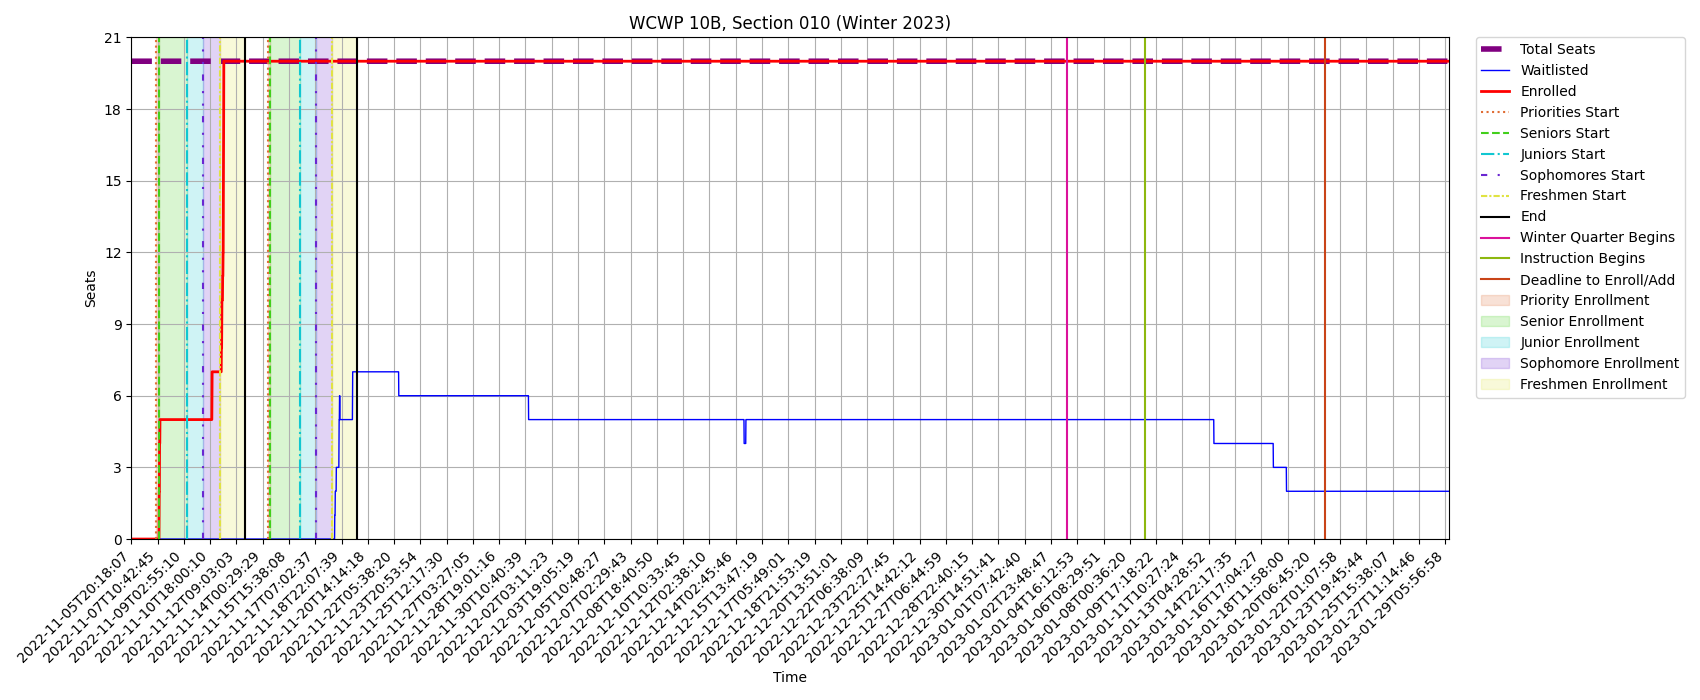 WCWP 10B, Section 010 (Winter 2023)
Seats
21
18
15
12
9
6
3
0
2022-11-05T20:18:07
2022-11-07T10:42:45
2022-11-09T02:55:10
2022-11-10T18:00:10
2022-11-12T09:03:03
2022-11-14T00:29:29
2022-11-15T15:38:08
2022-11-17T07:02:37
2022-11-18T22:07:39
2022-11-20T14:14:18
2022-11-22T05:38:20
2022-11-23T20:53:54
2022-11-25T12:17:30
2022-11-27T03:27:05
2022-11-28T19:01:16
2022-11-30T10:40:39
2022-12-02T03:11:23
2022-12-03T19:05:19
2022-12-05T10:48:27
2022-12-07T02:29:43
2022-12-08T18:40:50
2022-12-10T10:33:45
2022-12-12T02:38:10
2022-12-14T02:45:46
2022-12-15T13:47:19
2022-12-17T05:49:01
2022-12-18T21:53:19
2022-12-20T13:51:01
2022-12-22T06:38:09
2022-12-23T22:27:45
2022-12-25T14:42:12
2022-12-27T06:44:59
2022-12-28T22:40:15
2022-12-30T14:51:41
2023-01-01T07:42:40
2023-01-02T23:48:47
2023-01-04T16:12:53
2023-01-06T08:29:51
2023-01-08T00:36:20
2023-01-09T17:18:22
2023-01-11T10:27:24
2023-01-13T04:28:52
2023-01-14T22:17:35
2023-01-16T17:04:27
2023-01-18T11:58:00
2023-01-20T06:45:20
2023-01-22T01:07:58
2023-01-23T19:45:44
2023-01-25T15:38:07
2023-01-27T11:14:46
2023-01-29T05:56:58
Time
Total Seats
Waitlisted
Enrolled
Priorities Start
Seniors Start
Juniors Start
Sophomores Start
Freshmen Start
End
Winter Quarter Begins
Instruction Begins
Deadline to Enroll/Add
Priority Enrollment
Senior Enrollment
Junior Enrollment
Sophomore Enrollment
Freshmen Enrollment